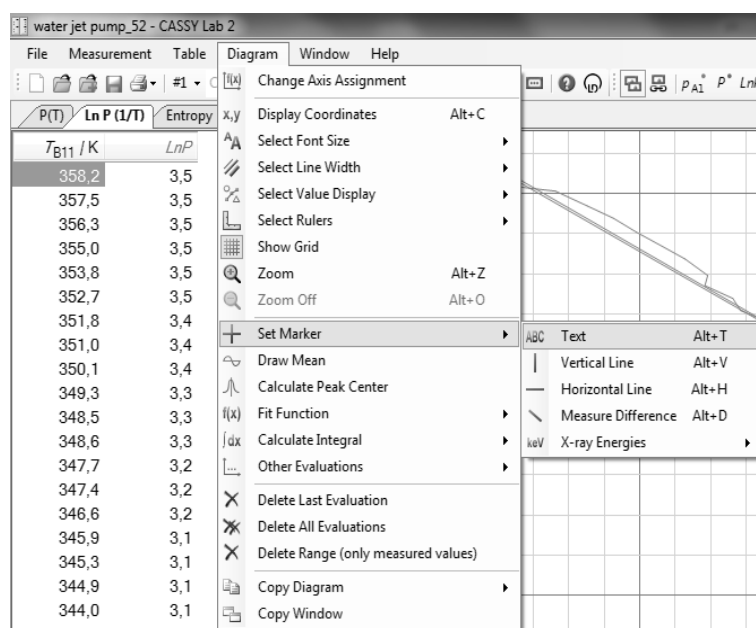 water jet pump_52 - CASSY Lab 2
File Measurement Table Diagram Window Help
#1
P(T) Ln P (1/T) Entropy
T_B11 / K LnP
358,2 3,5
357,5 3,5
356,3 3,5
355,0 3,5
353,8 3,5
352,7 3,5
351,8 3,4
351,0 3,4
350,1 3,4
349,3 3,3
348,5 3,3
348,6 3,3
347,7 3,2
347,4 3,2
346,6 3,2
345,9 3,1
345,3 3,1
344,9 3,1
344,0 3,1
f(x) Change Axis Assignment
x,y Display Coordinates Alt+C
AA Select Font Size
Select Line Width
% Select Value Display
Select Rulers
Show Grid
Zoom Alt+Z
Zoom Off Alt+O
Set Marker
Draw Mean
Calculate Peak Center
f(x) Fit Function
∫dx Calculate Integral
Other Evaluations
Delete Last Evaluation
Delete All Evaluations
Delete Range (only measured values)
Copy Diagram
Copy Window
ABC Text Alt+T
Vertical Line Alt+V
Horizontal Line Alt+H
Measure Difference Alt+D
keV X-ray Energies
p_A1* P* Lnl